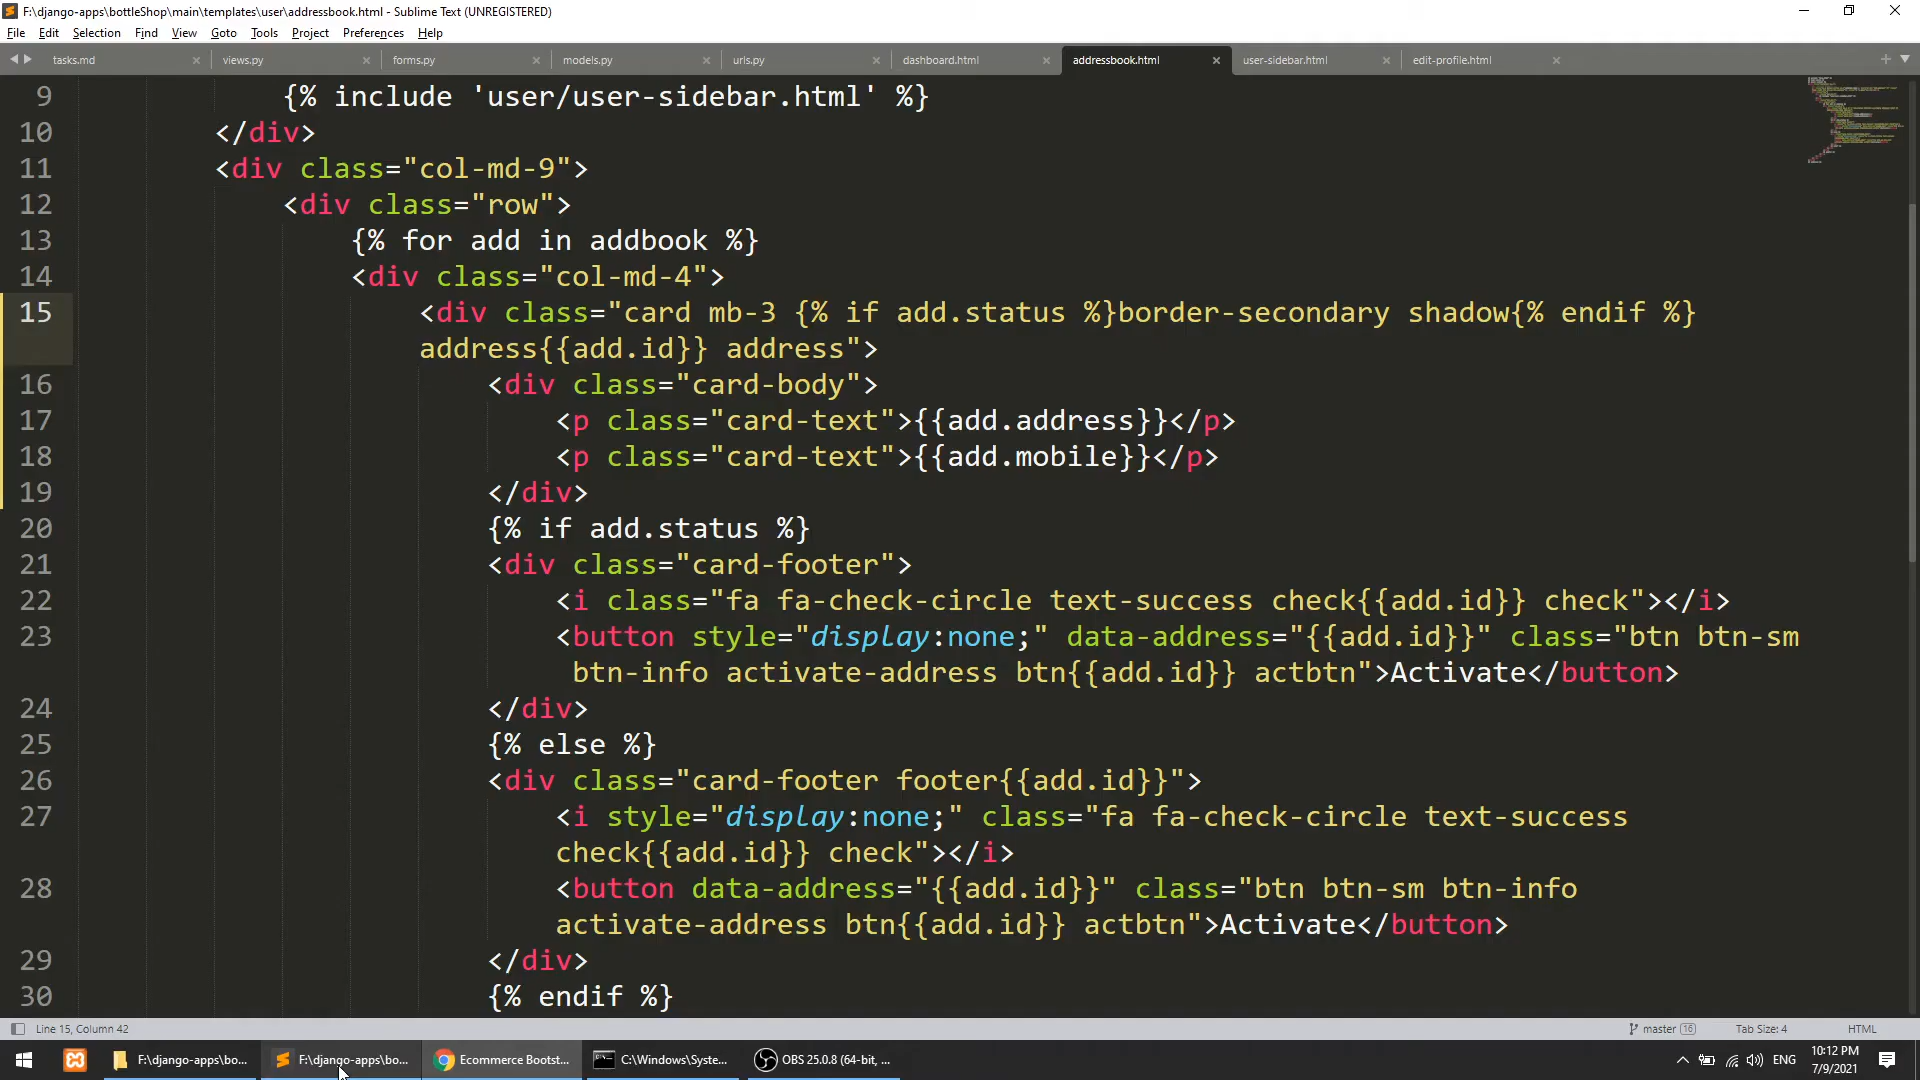 F:\django-apps\bottleShop\main\templates\user\addressbook.html - Sublime Text (UNREGISTERED)
File Edit Selection Find View Goto Tools Project Preferences Help
tasks.md views.py forms.py models.py urls.py dashboard.html addressbook.html user-sidebar.html edit-profile.html
9 {% include 'user/user-sidebar.html' %}
10 </div>
11 <div class="col-md-9">
12 <div class="row">
13 {% for add in addbook %}
14 <div class="col-md-4">
15 <div class="card mb-3 {% if add.status %}border-secondary shadow{% endif %}
address{{add.id}} address">
16 <div class="card-body">
17 <p class="card-text">{{add.address}}</p>
18 <p class="card-text">{{add.mobile}}</p>
19 </div>
20 {% if add.status %}
21 <div class="card-footer">
22 <i class="fa fa-check-circle text-success check{{add.id}} check"></i>
23 <button style="display:none;" data-address="{{add.id}}" class="btn btn-sm
btn-info activate-address btn{{add.id}} actbtn">Activate</button>
24 </div>
25 {% else %}
26 <div class="card-footer footer{{add.id}}">
27 <i style="display:none;" class="fa fa-check-circle text-success
check{{add.id}} check"></i>
28 <button data-address="{{add.id}}" class="btn btn-sm btn-info
activate-address btn{{add.id}} actbtn">Activate</button>
29 </div>
30 {% endif %}
Line 15, Column 42 master 16 Tab Size: 4 HTML
F:\django-apps\bo... F:\django-apps\bo... Ecommerce Bootst... C:\Windows\Syste... OBS 25.0.8 (64-bit, ... ENG 10:12 PM
7/9/2021